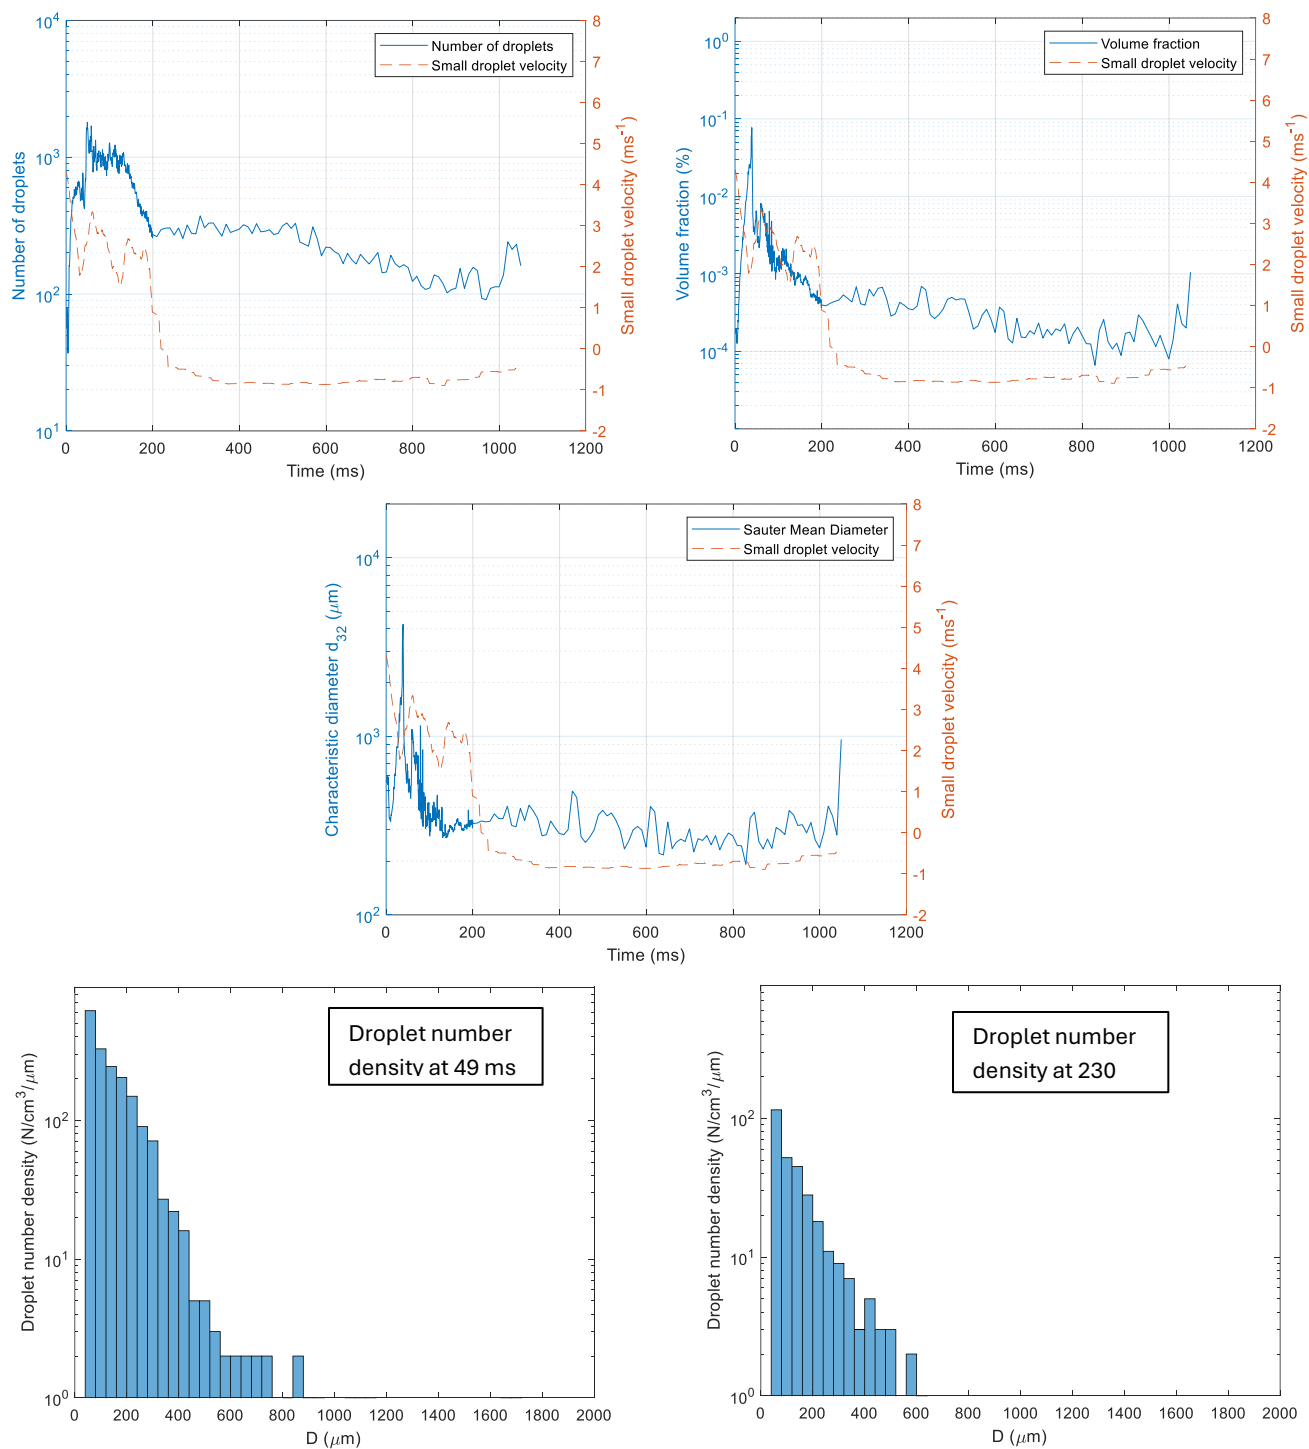 Number of droplets
Small droplet velocity
10^4
10^3
10^2
10^1
8
7
6
5
4
3
2
1
0
-1
-2
0 200 400 600 800 1000 1200
Time (ms)
Number of droplets
Small droplet velocity (ms^-1)
Volume fraction
Small droplet velocity
10^0
10^-1
10^-2
10^-3
10^-4
8
7
6
5
4
3
2
1
0
-1
-2
0 200 400 600 800 1000 1200
Time (ms)
Volume fraction (%)
Small droplet velocity (ms^-1)
Sauter Mean Diameter
Small droplet velocity
10^4
10^3
10^2
8
7
6
5
4
3
2
1
0
-1
-2
0 200 400 600 800 1000 1200
Time (ms)
Characteristic diameter d_32 (μm)
Small droplet velocity (ms^-1)
Droplet number
density at 49 ms
10^2
10^1
10^0
0 200 400 600 800 1000 1200 1400 1600 1800 2000
D (μm)
Droplet number density (N/cm^3/μm)
Droplet number
density at 230
10^2
10^1
10^0
0 200 400 600 800 1000 1200 1400 1600 1800 2000
D (μm)
Droplet number density (N/cm^3/μm)